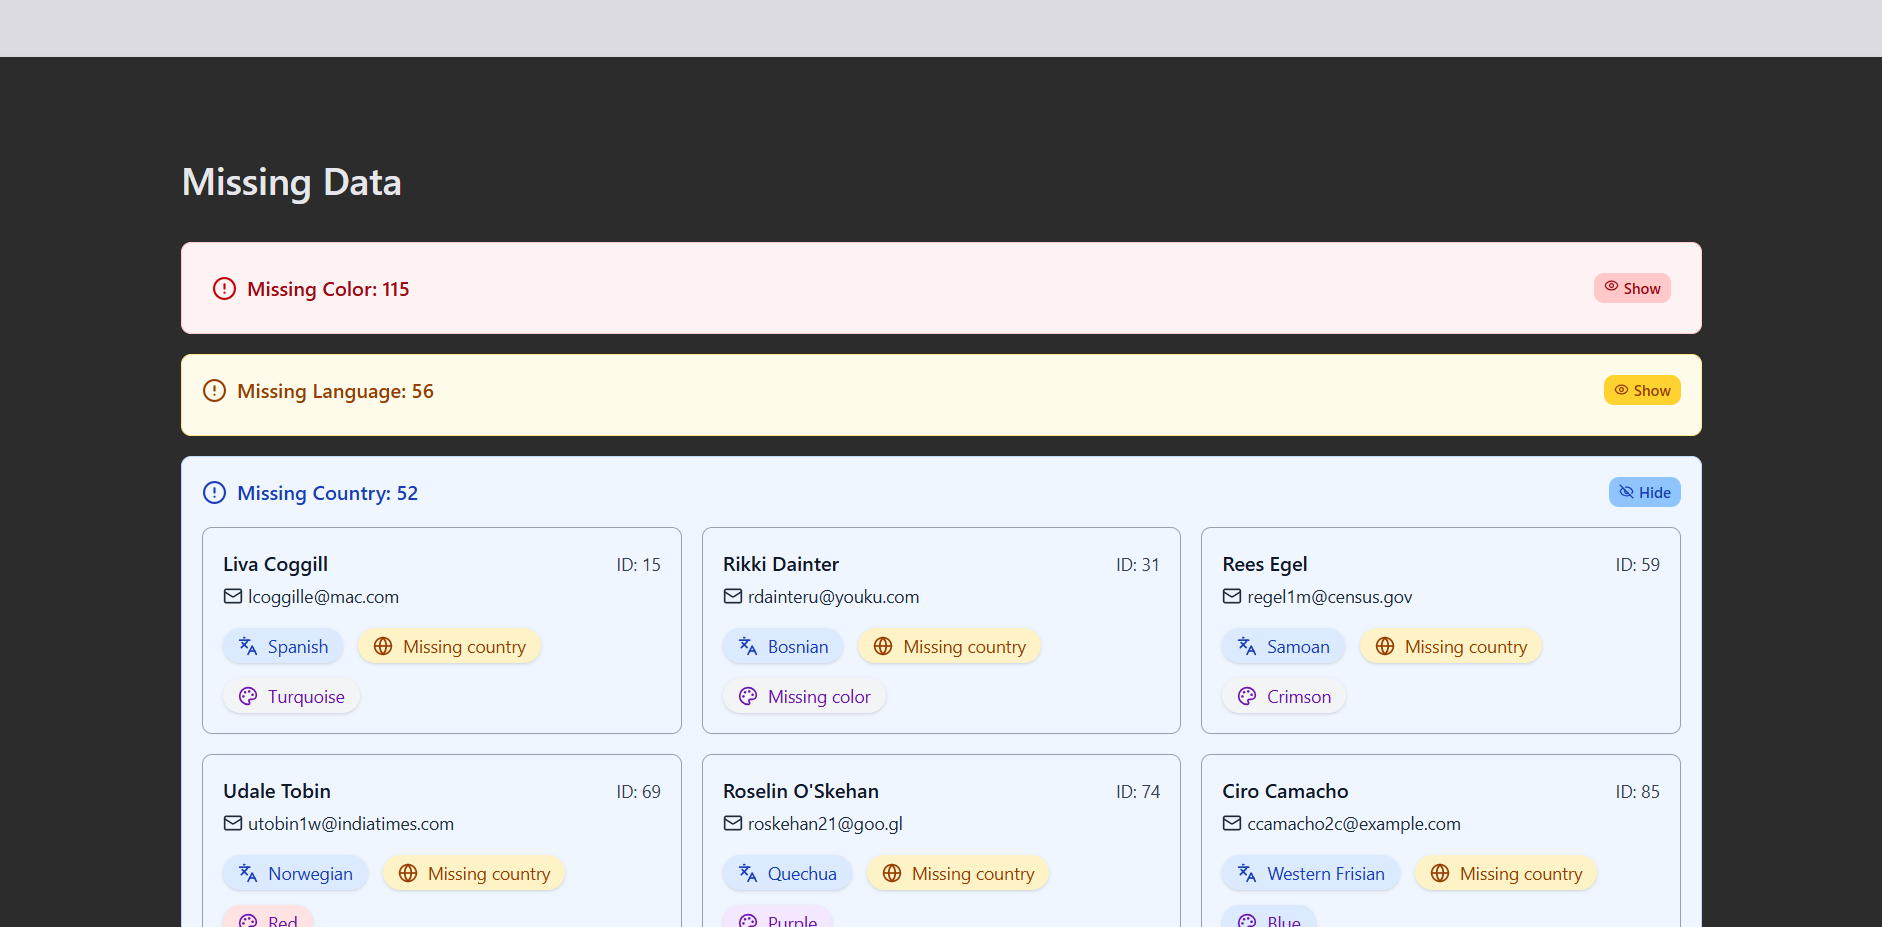 Missing Data
Missing Color: 115
Show
Missing Language: 56
Show
Missing Country: 52
Hide
Liva Coggill
ID: 15
lcoggille@mac.com
Spanish
Missing country
Turquoise
Rikki Dainter
ID: 31
rdainteru@youku.com
Bosnian
Missing country
Missing color
Rees Egel
ID: 59
regel1m@census.gov
Samoan
Missing country
Crimson
Udale Tobin
ID: 69
utobin1w@indiatimes.com
Norwegian
Missing country
Red
Roselin O'Skehan
ID: 74
roskehan21@goo.gl
Quechua
Missing country
Purple
Ciro Camacho
ID: 85
ccamacho2c@example.com
Western Frisian
Missing country
Blue